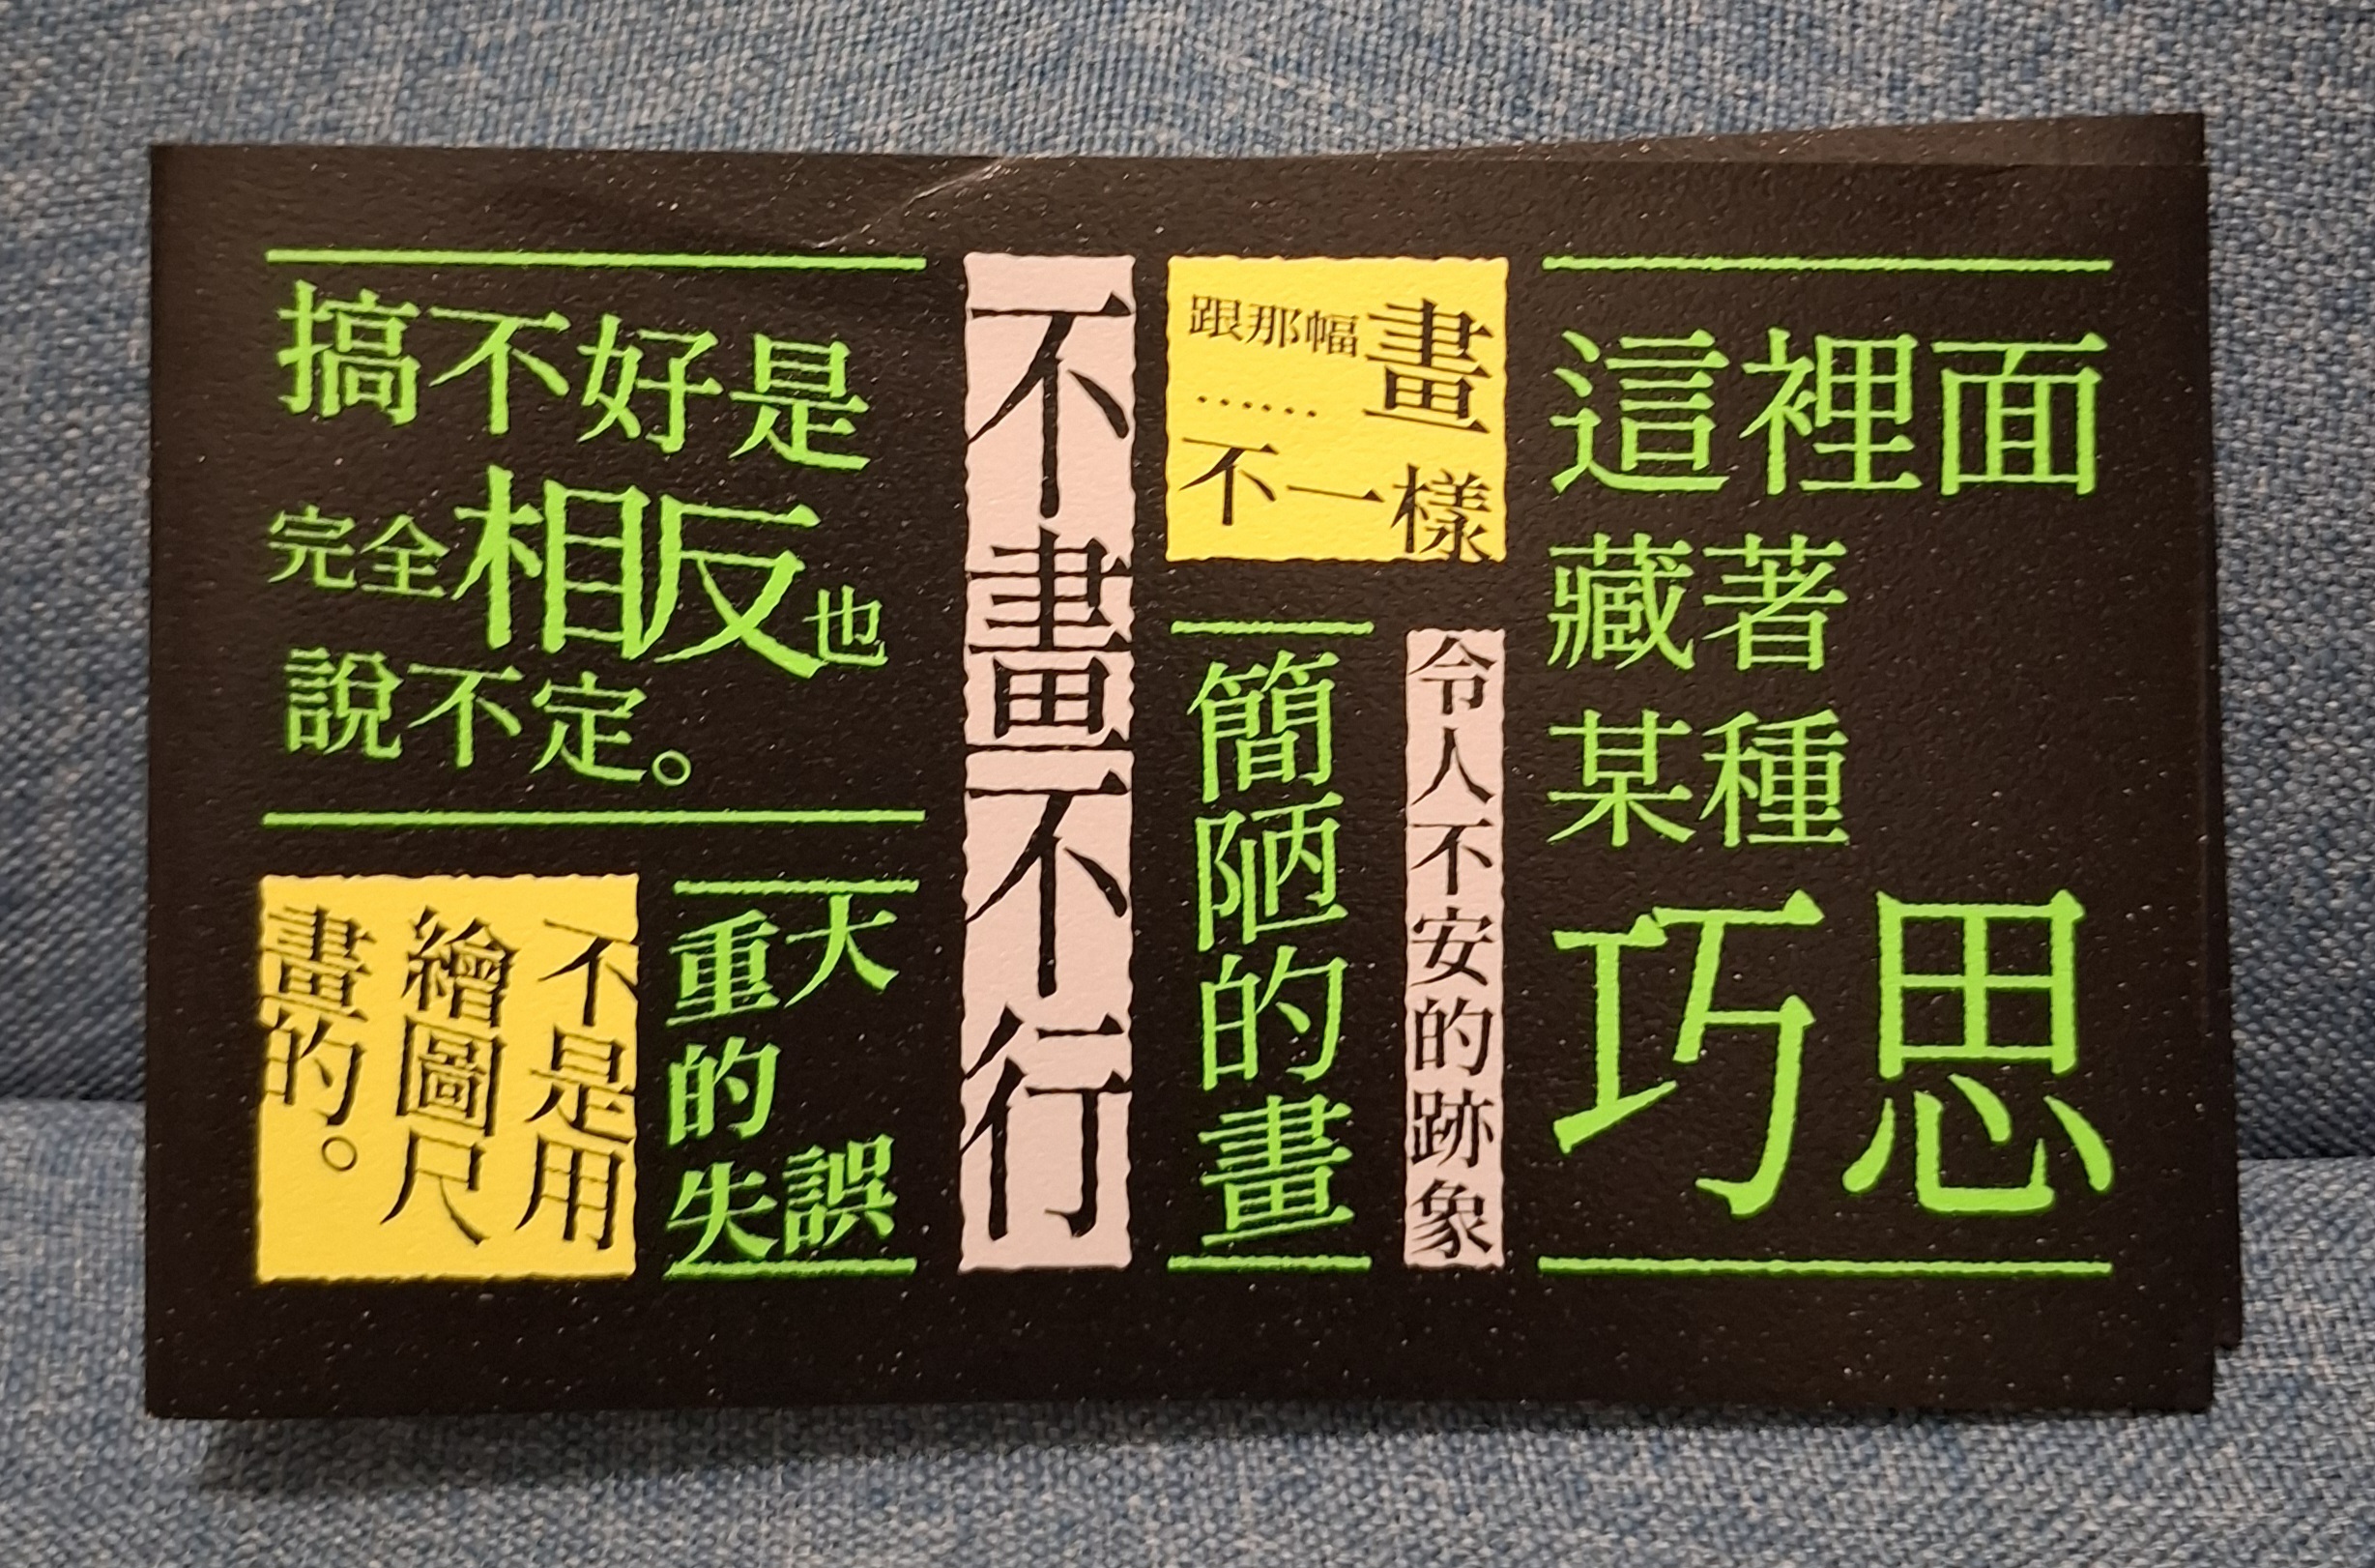 搞不好是
完全相反也
說不定。
不是用
繪圖尺
畫的。
重大
的
失誤
不畫不行
跟那幅畫
……
不一樣
簡陋的畫
令人不安的跡象
這裡面
藏著
某種
巧思